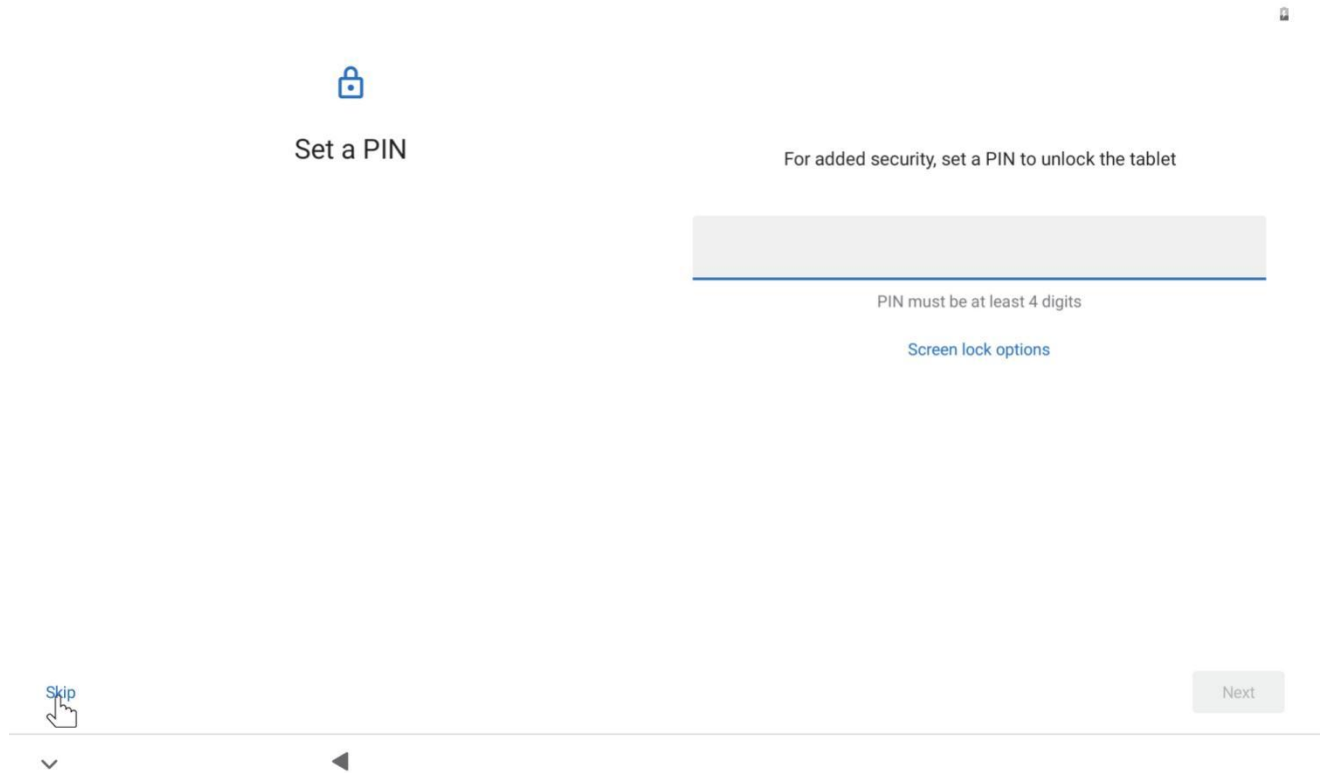 Set a PIN
For added security, set a PIN to unlock the tablet
PIN must be at least 4 digits
Screen lock options
Skip
Next